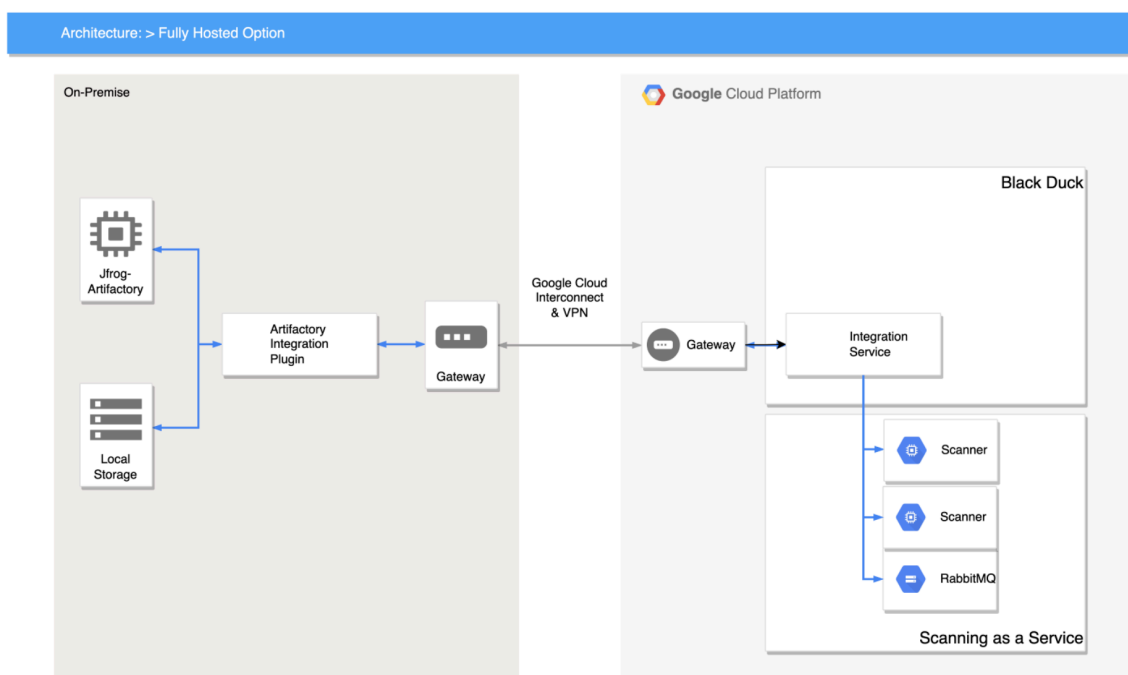 Architecture: > Fully Hosted Option
On-Premise
Google Cloud Platform
Black Duck
Jfrog-
Artifactory
Google Cloud
Interconnect
& VPN
Artifactory
Integration
Plugin
Gateway
Gateway
Integration
Service
Local
Storage
Scanner
Scanner
RabbitMQ
Scanning as a Service